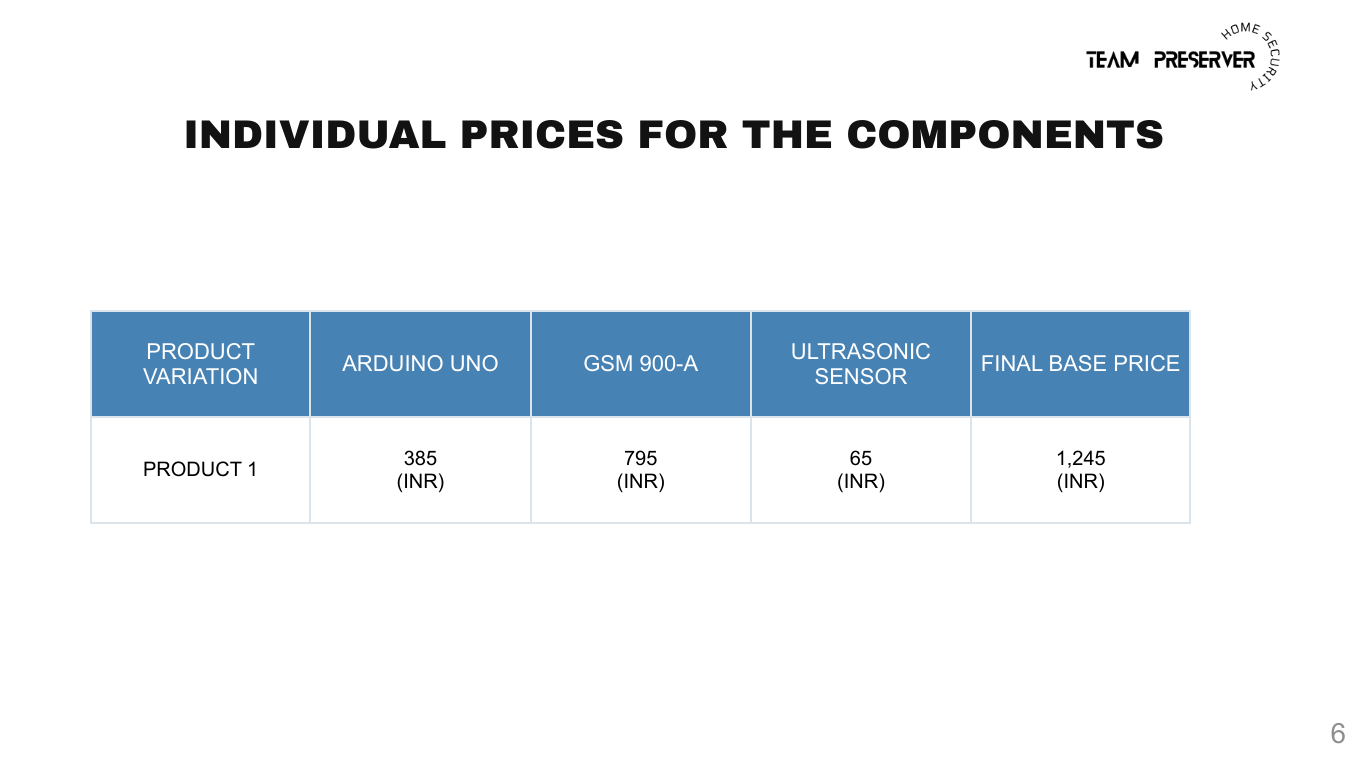 HOME SECURITY
TEAM PRESERVER
INDIVIDUAL PRICES FOR THE COMPONENTS
PRODUCT
VARIATION
ARDUINO UNO
GSM 900-A
ULTRASONIC
SENSOR
FINAL BASE PRICE
PRODUCT 1
385
(INR)
795
(INR)
65
(INR)
1,245
(INR)
6